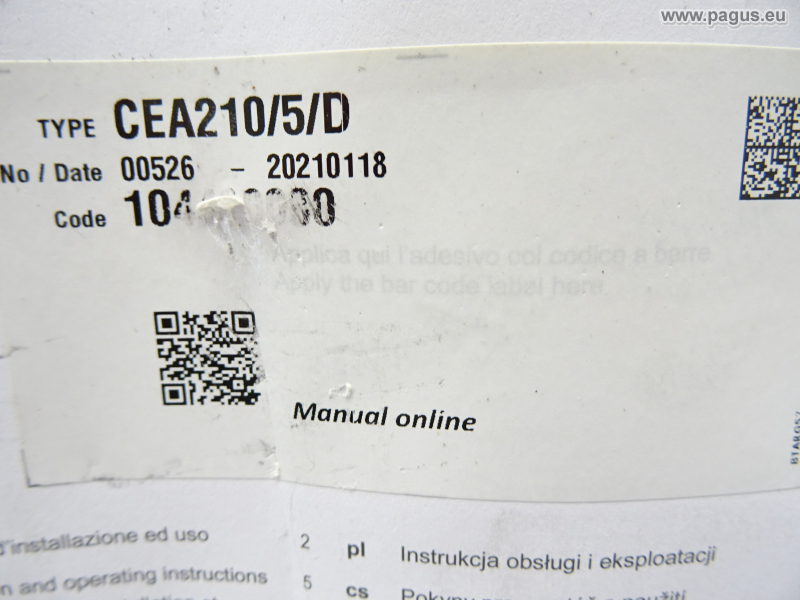 www.pagus.eu
TYPE CEA210/5/D
No / Date 00526 - 20210118
Code
Applica qui l'adesivo col codice a barre
Apply the bar code label here
Manual online
d'installazione ed uso 2
n and operating instructions 5
pl Instrukcja obsługi i eksploatacji
cs Pokyny použití